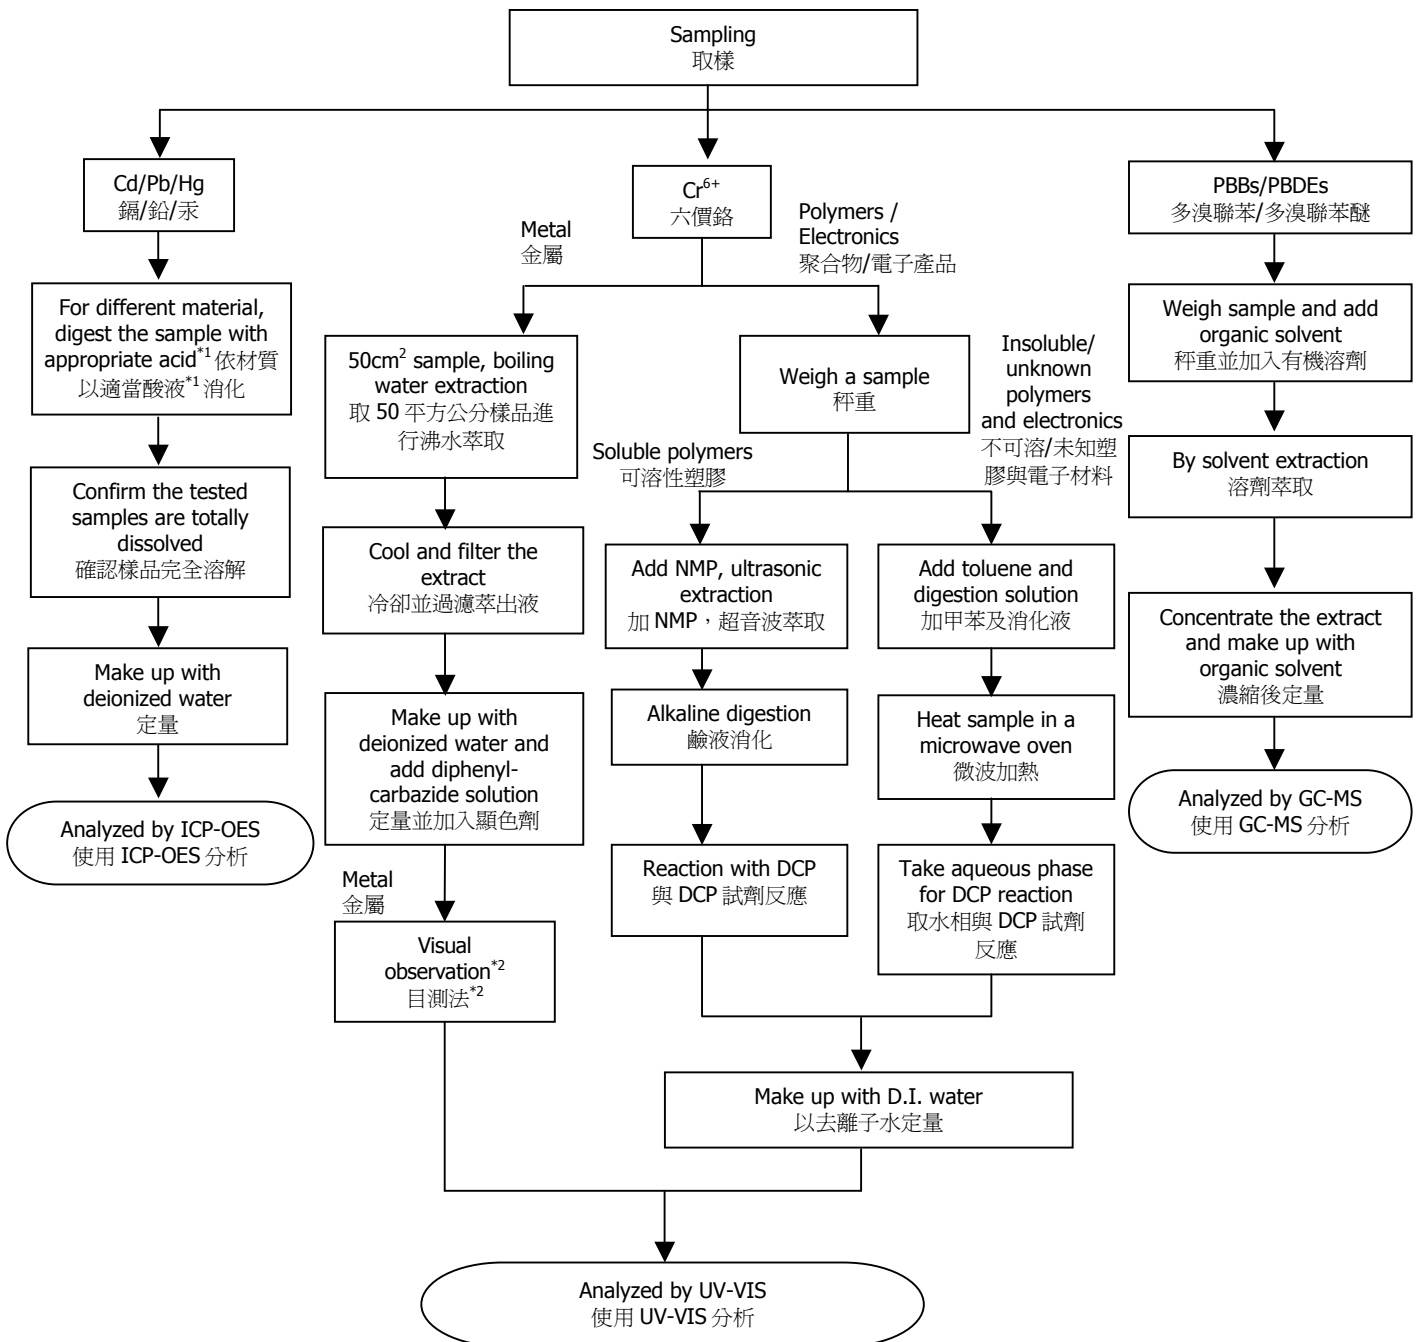 Sampling
取樣
Cd/Pb/Hg
鎘/鉛/汞
Cr6+
六價鉻
PBBs/PBDEs
多溴聯苯/多溴聯苯醚
Metal
金屬
Polymers /
Electronics
聚合物/電子產品
For different material,
digest the sample with
appropriate acid*1 依材質
以適當酸液*1 消化
50cm2 sample, boiling
water extraction
取 50 平方公分樣品進
行沸水萃取
Weigh a sample
秤重
Insoluble/
unknown
polymers
and electronics
不可溶/未知塑
膠與電子材料
Weigh sample and add
organic solvent
秤重並加入有機溶劑
Soluble polymers
可溶性塑膠
By solvent extraction
溶劑萃取
Confirm the tested
samples are totally
dissolved
確認樣品完全溶解
Cool and filter the
extract
冷卻並過濾萃出液
Add NMP, ultrasonic
extraction
加 NMP，超音波萃取
Add toluene and
digestion solution
加甲苯及消化液
Concentrate the extract
and make up with
organic solvent
濃縮後定量
Make up with
deionized water
定量
Make up with
deionized water and
add diphenyl-
carbazide solution
定量並加入顯色劑
Alkaline digestion
鹼液消化
Heat sample in a
microwave oven
微波加熱
Analyzed by GC-MS
使用 GC-MS 分析
Analyzed by ICP-OES
使用 ICP-OES 分析
Metal
金屬
Reaction with DCP
與 DCP 試劑反應
Take aqueous phase
for DCP reaction
取水相與 DCP 試劑
反應
Visual
observation*2
目測法*2
Make up with D.I. water
以去離子水定量
Analyzed by UV-VIS
使用 UV-VIS 分析